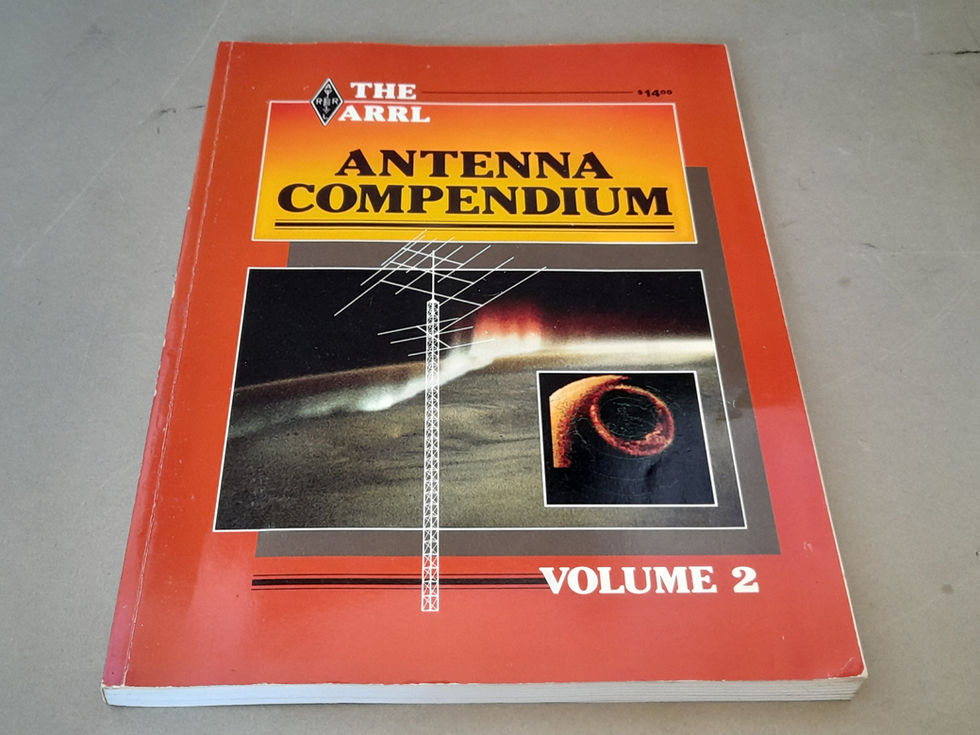 THE
ARRL
$14.00
ANTENNA
COMPENDIUM
VOLUME 2